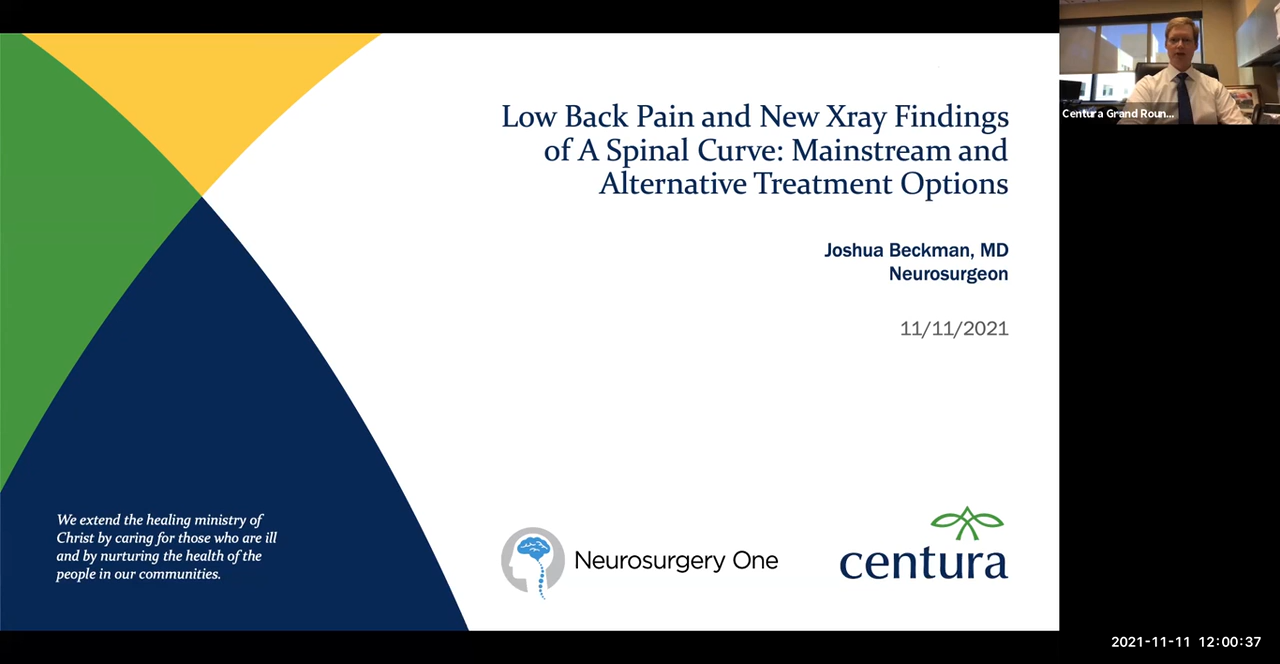 Low Back Pain and New Xray Findings
of A Spinal Curve: Mainstream and
Alternative Treatment Options
Joshua Beckman, MD
Neurosurgeon
11/11/2021
We extend the healing ministry of
Christ by caring for those who are ill
and by nurturing the health of the
people in our communities.
Neurosurgery One
centura
Centura Grand Roun...
2021-11-11 12:00:37